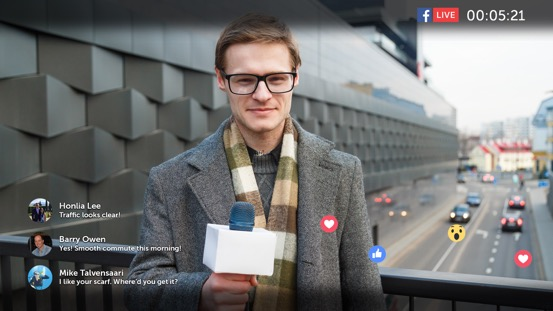 LIVE 00:05:21
Honlia Lee
Traffic looks clear!
Barry Owen
Yes! Smooth commute this morning!
Mike Talvensaari
I like your scarf. Where'd you get it?